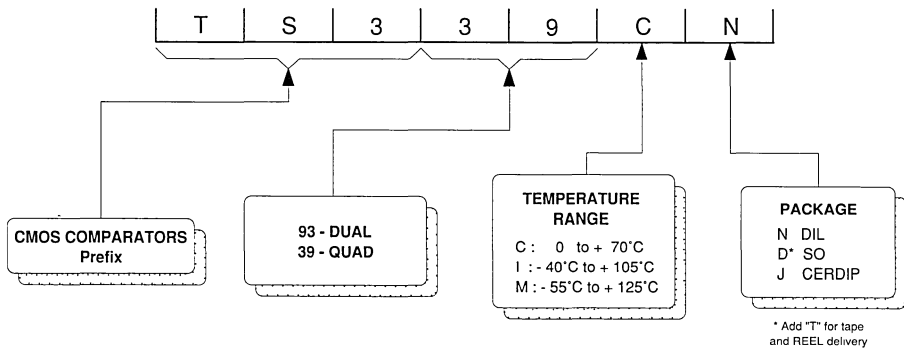 T S 3 3 9 C N
CMOS COMPARATORS
Prefix
93 - DUAL
39 - QUAD
TEMPERATURE
RANGE
C : 0 to + 70°C
I : - 40°C to + 105°C
M : - 55°C to + 125°C
PACKAGE
N DIL
D* SO
J CERDIP
* Add "T" for tape
and REEL delivery